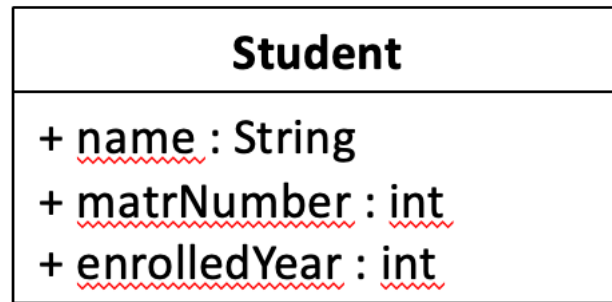 Student
+ name : String
+ matrNumber : int
+ enrolledYear : int